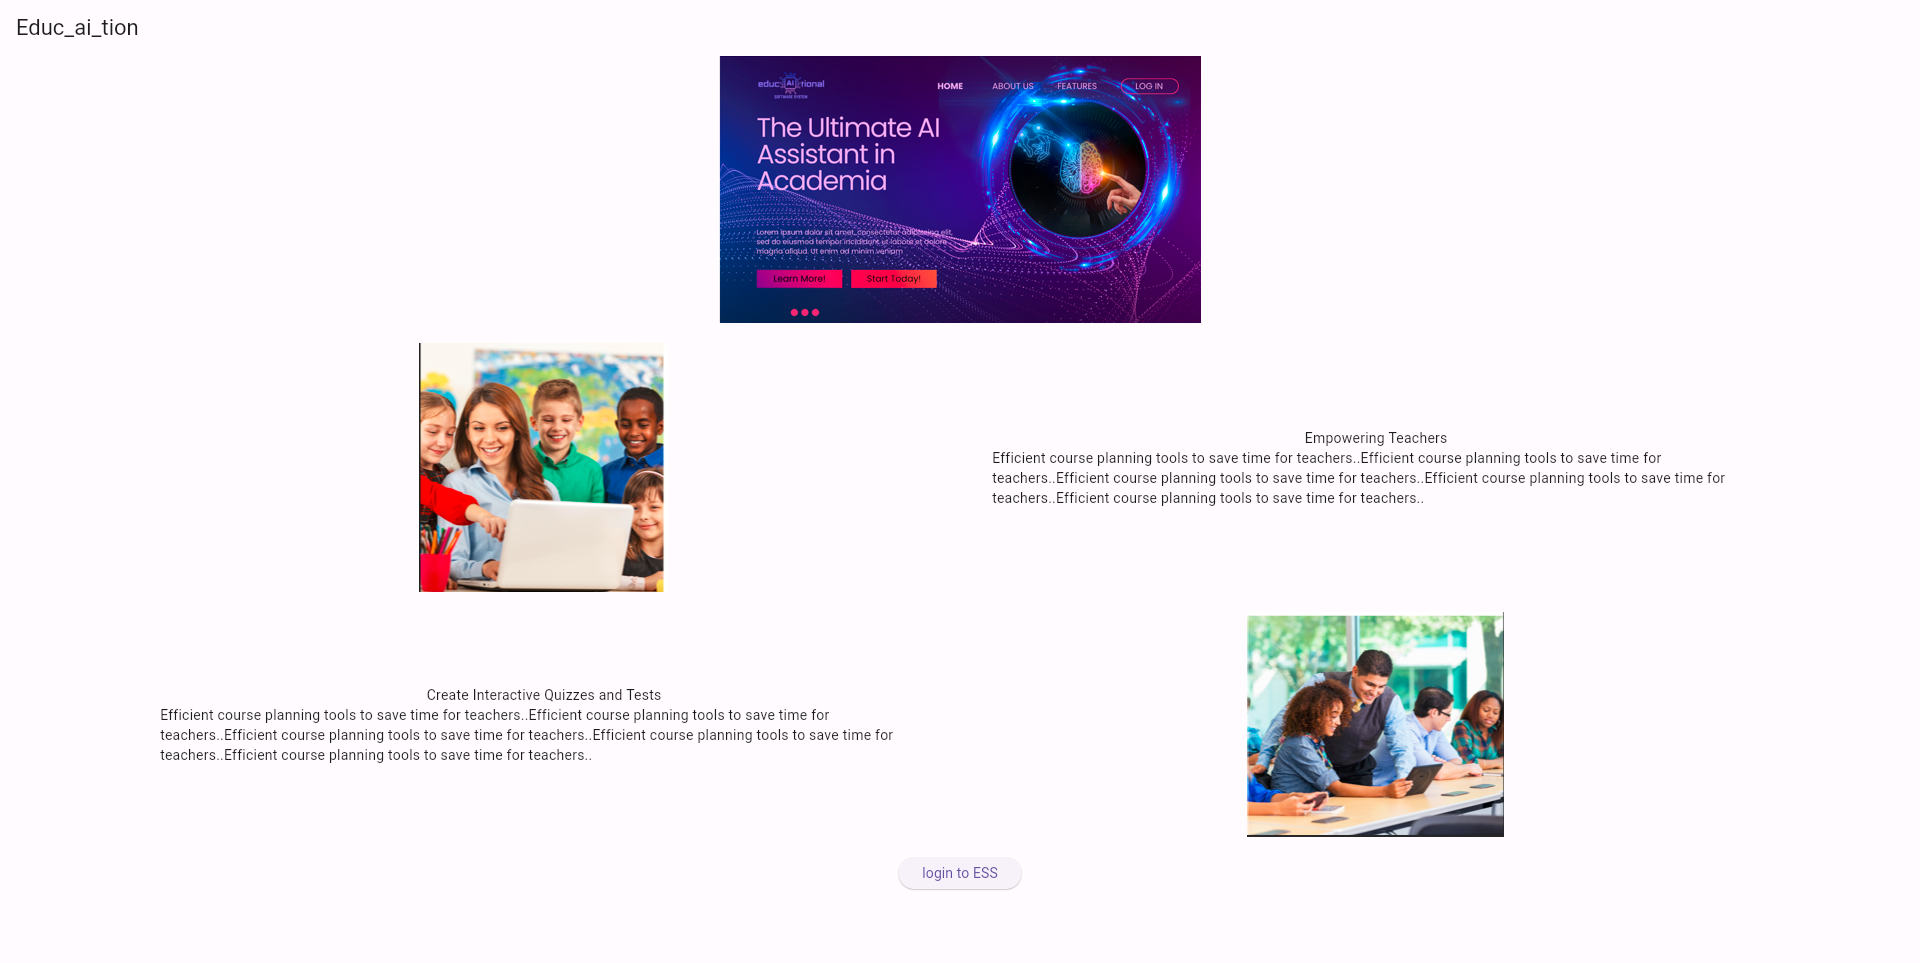 Educ_ai_tion
educ AI tional
SOFTWARE SYSTEM
HOME ABOUT US FEATURES LOG IN
The Ultimate AI
Assistant in
Academia
Lorem ipsum dolor sit amet, consectetur adipiscing elit,
sed do eiusmod tempor incididunt ut labore et dolore
magna aliqua. Ut enim ad minim veniam
Learn More! Start Today!
Empowering Teachers
Efficient course planning tools to save time for teachers..Efficient course planning tools to save time for
teachers..Efficient course planning tools to save time for teachers..Efficient course planning tools to save time for
teachers..Efficient course planning tools to save time for teachers..
Create Interactive Quizzes and Tests
Efficient course planning tools to save time for teachers..Efficient course planning tools to save time for
teachers..Efficient course planning tools to save time for teachers..Efficient course planning tools to save time for
teachers..Efficient course planning tools to save time for teachers..
login to ESS